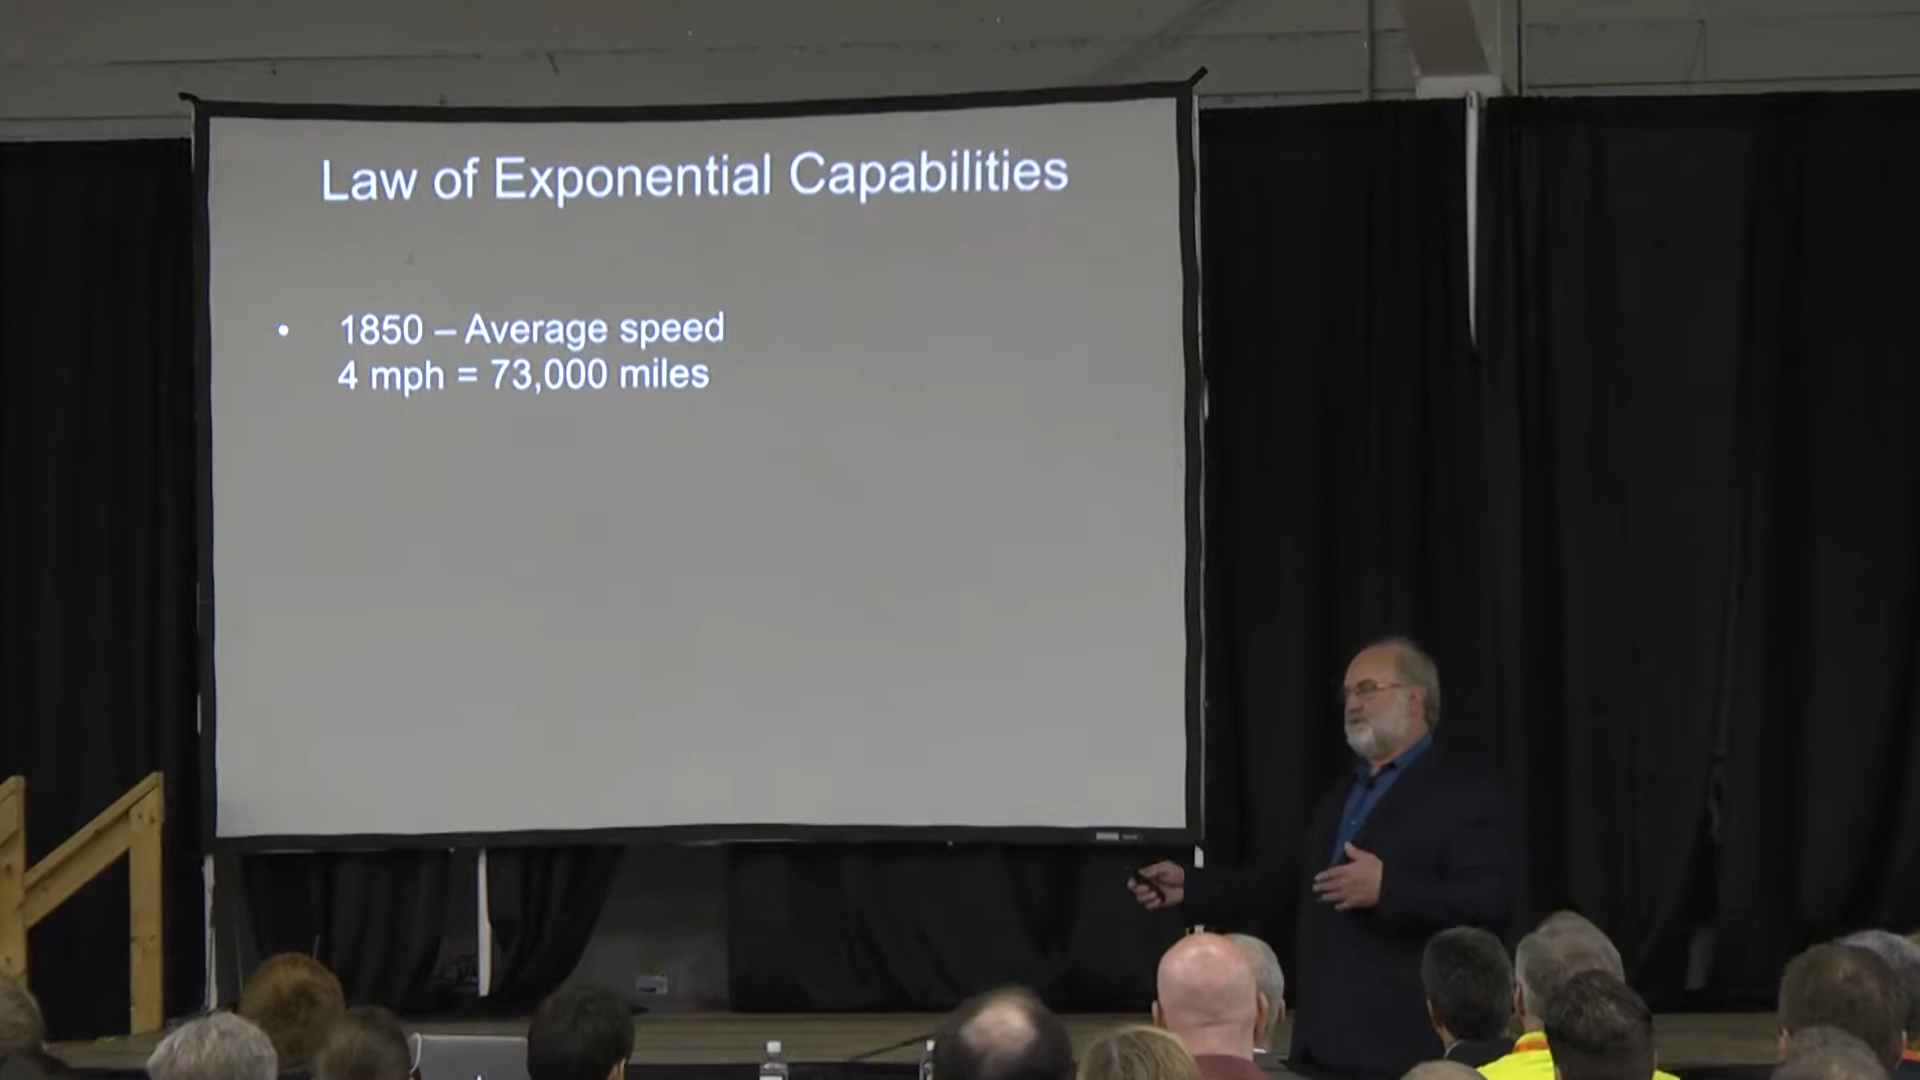 Law of Exponential Capabilities
• 1850 – Average speed
4 mph = 73,000 miles